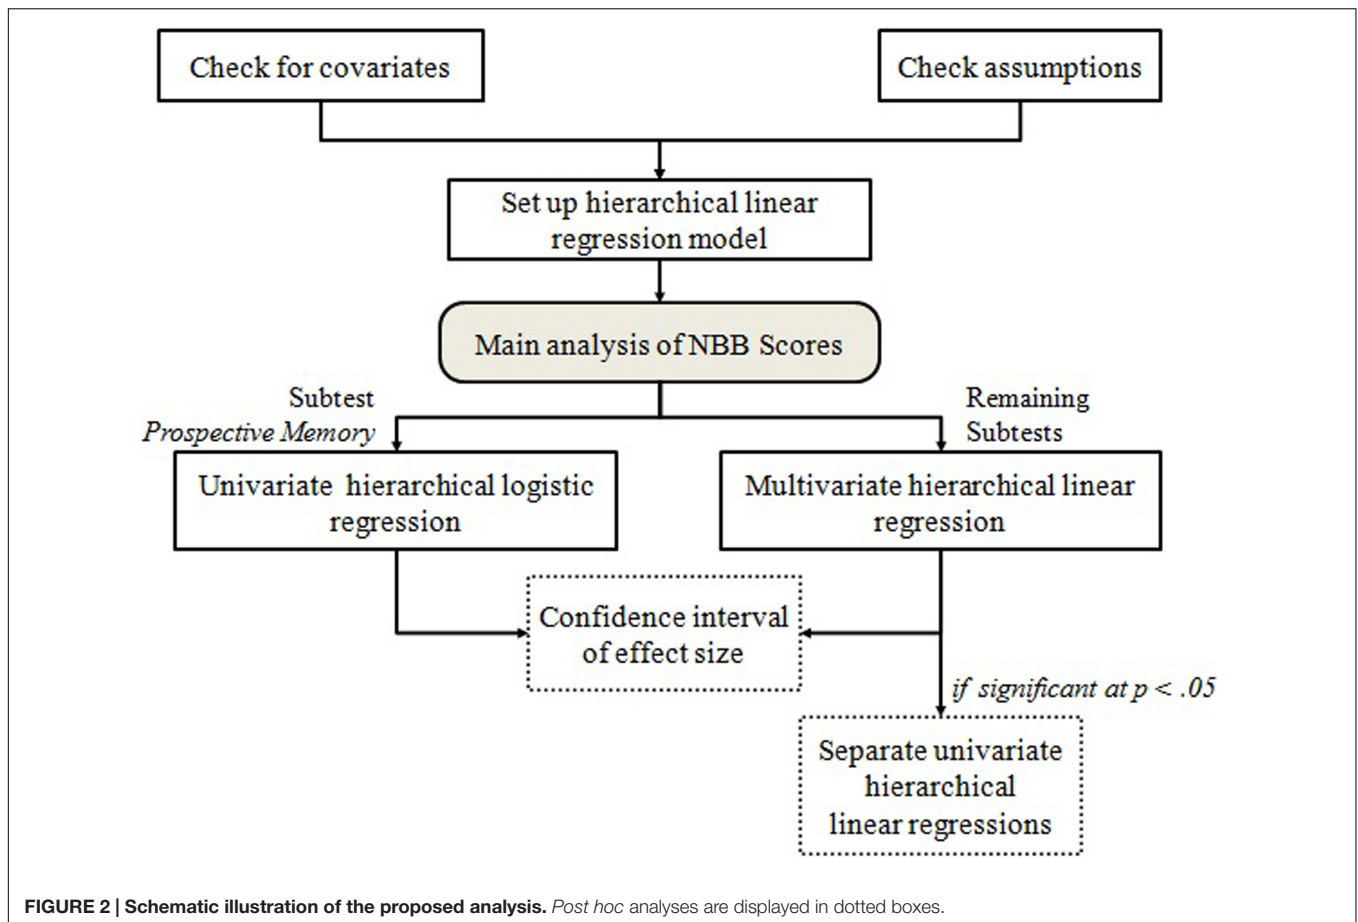 Check for covariates
Check assumptions
Set up hierarchical linear
regression model
Main analysis of NBB Scores
Subtest
Prospective Memory
Remaining
Subtests
Univariate hierarchical logistic
regression
Multivariate hierarchical linear
regression
Confidence interval
of effect size
if significant at p < .05
Separate univariate
hierarchical
linear regressions
FIGURE 2 | Schematic illustration of the proposed analysis. Post hoc analyses are displayed in dotted boxes.